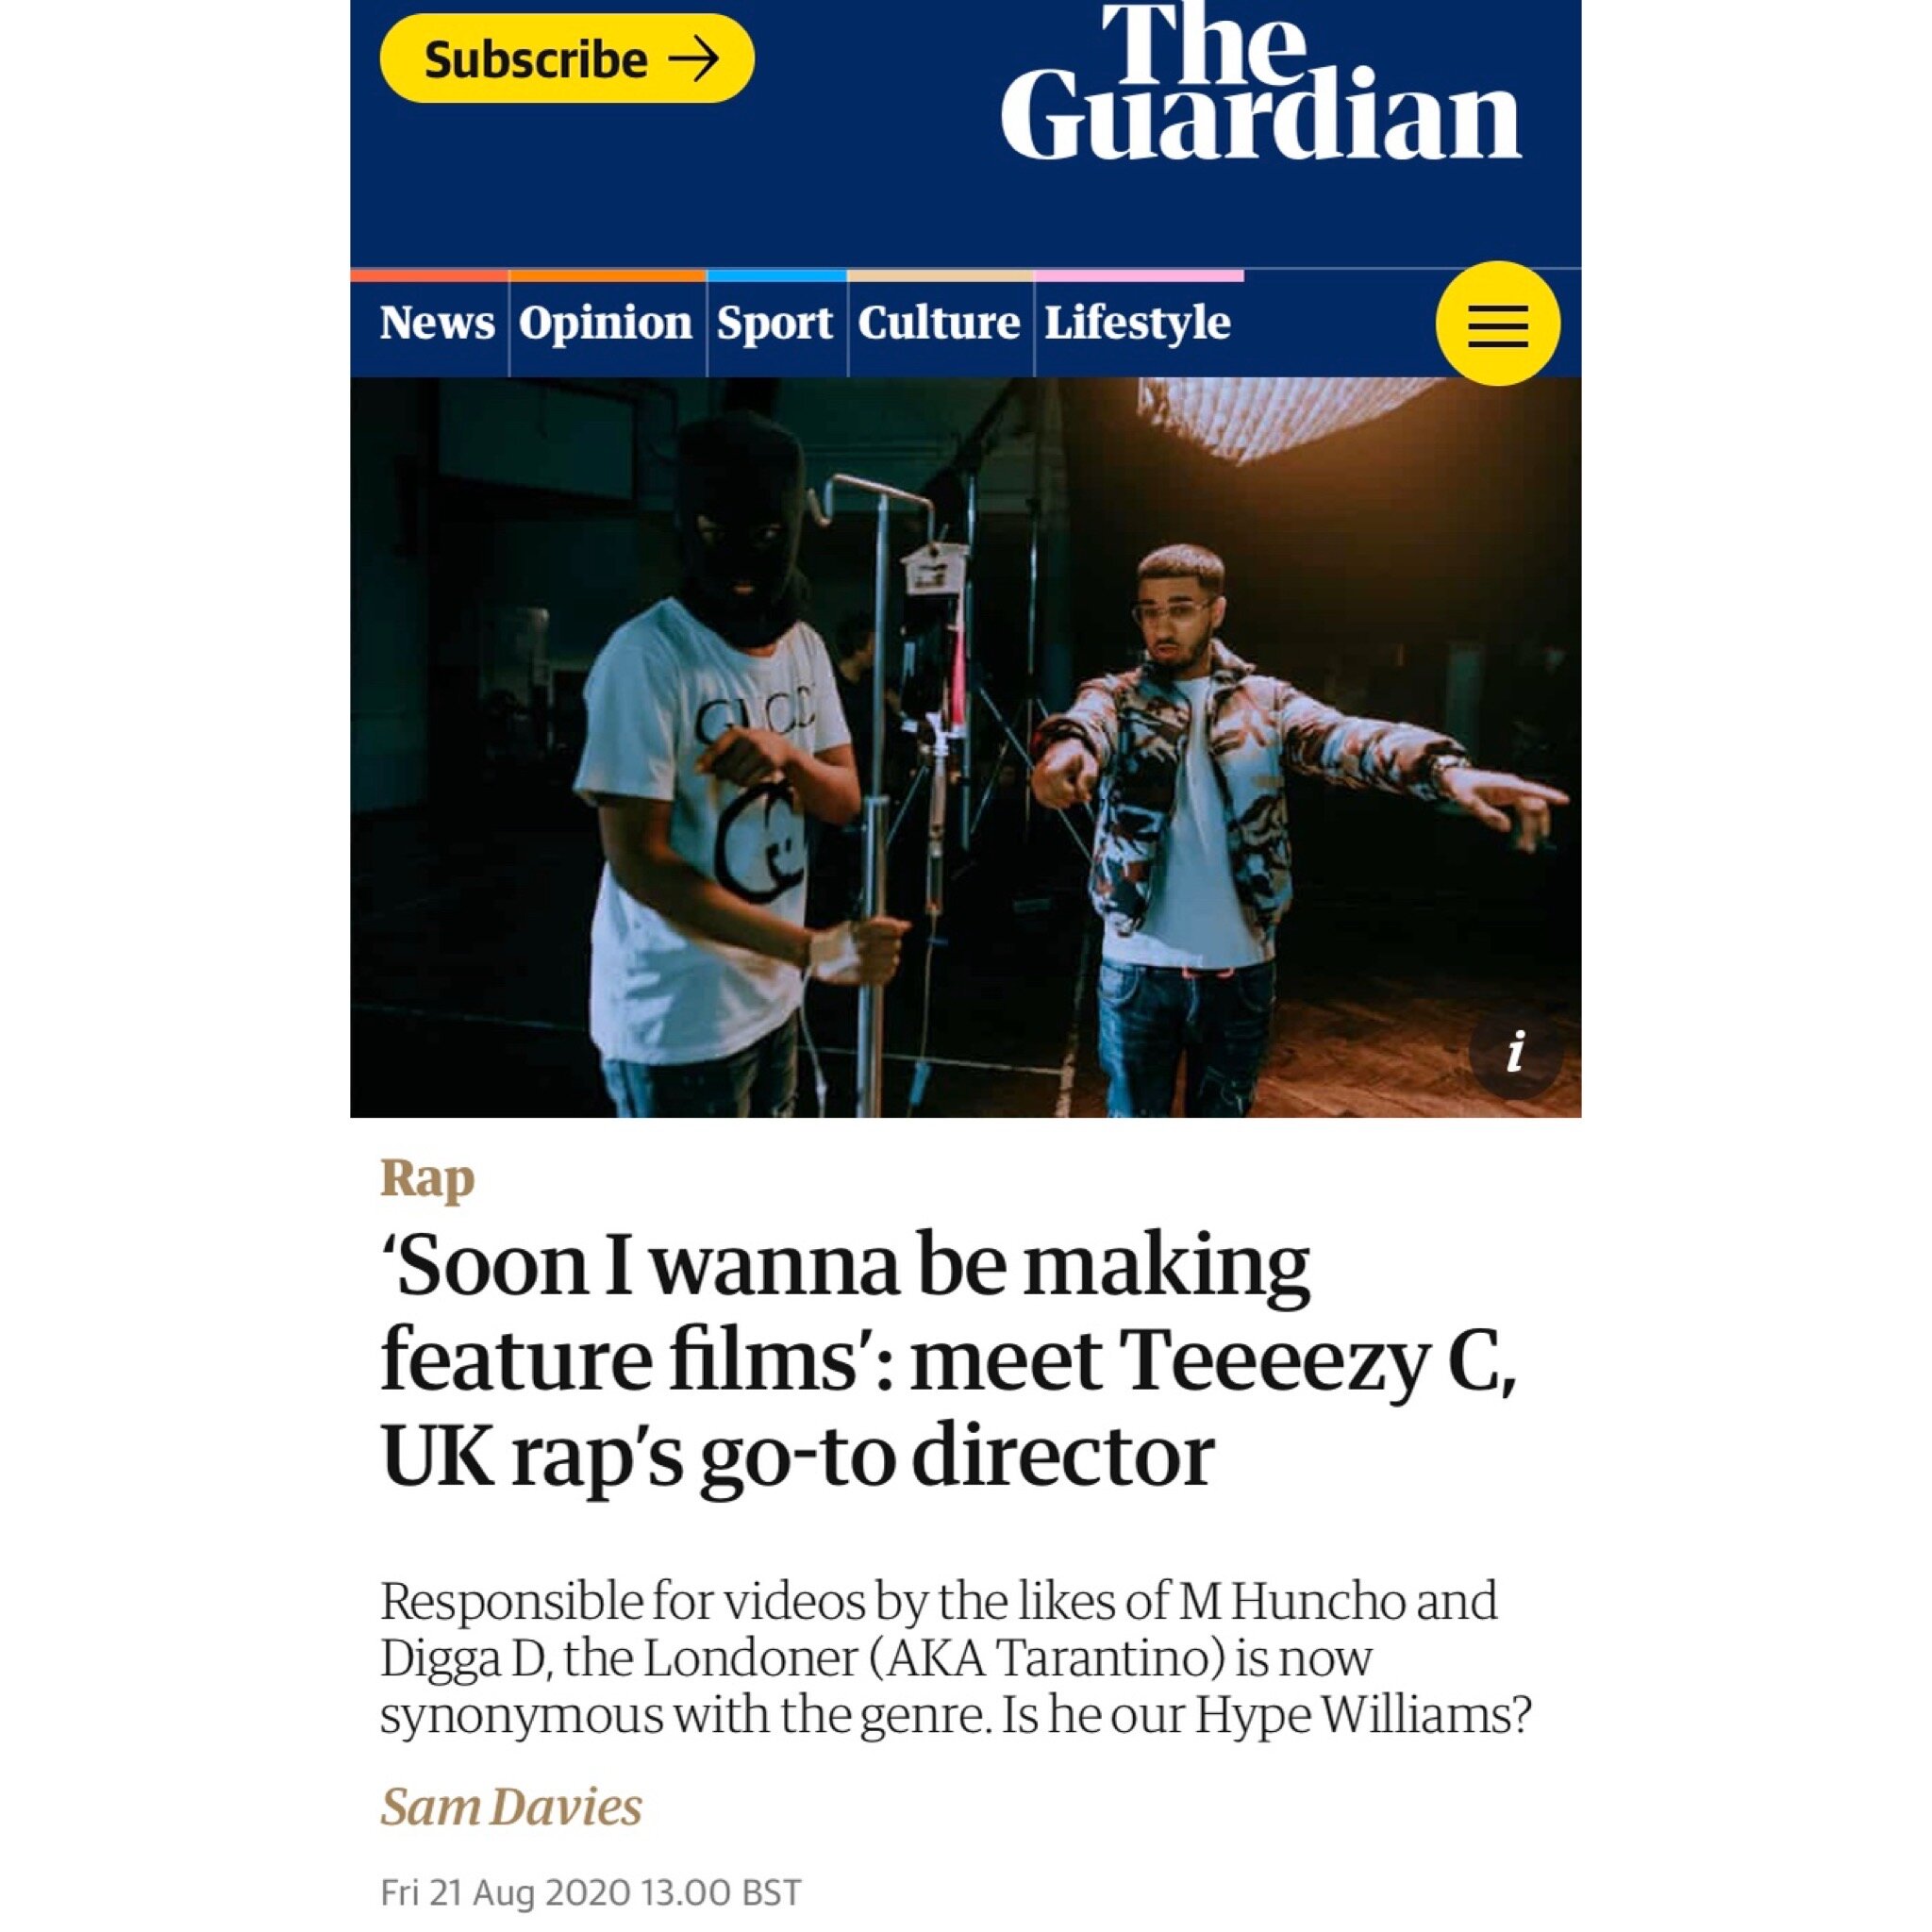 Subscribe →
The
Guardian
News Opinion Sport Culture Lifestyle
GUCCI
i
Rap
‘Soon I wanna be making
feature films’: meet Teeeezy C,
UK rap’s go-to director
Responsible for videos by the likes of M Huncho and
Digga D, the Londoner (AKA Tarantino) is now
synonymous with the genre. Is he our Hype Williams?
Sam Davies
Fri 21 Aug 2020 13.00 BST